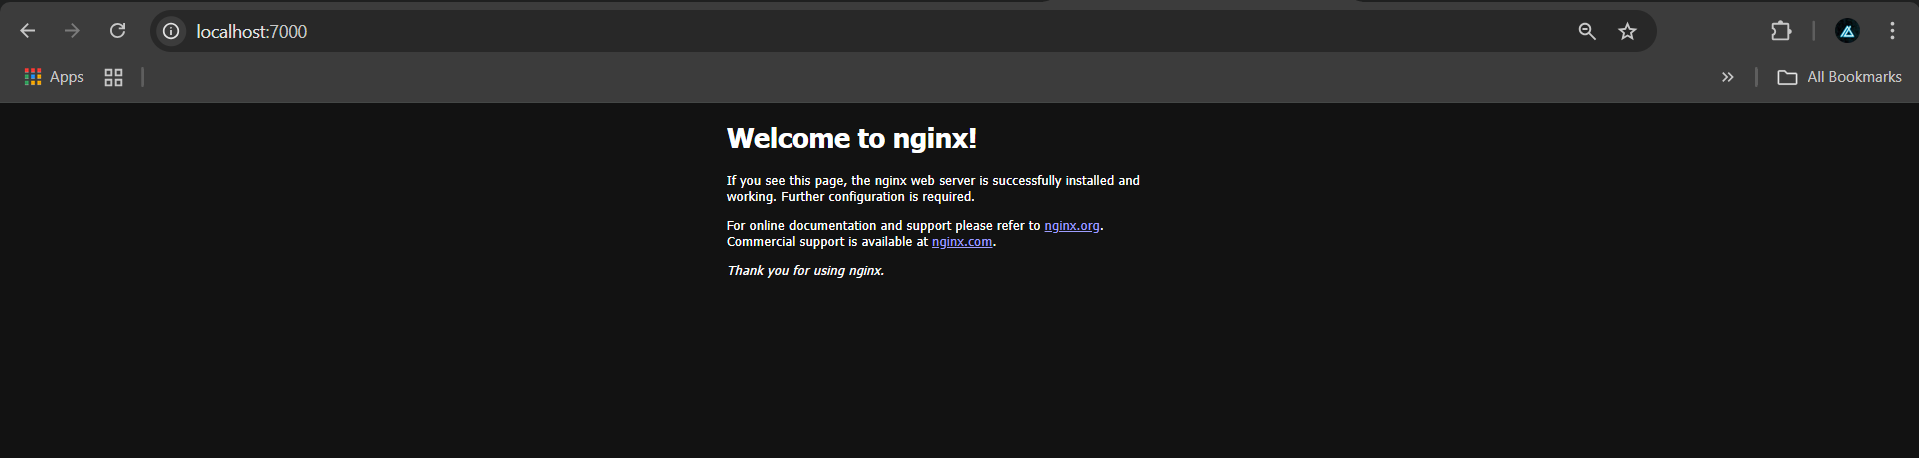 localhost:7000
Apps
All Bookmarks
Welcome to nginx!
If you see this page, the nginx web server is successfully installed and
working. Further configuration is required.
For online documentation and support please refer to nginx.org.
Commercial support is available at nginx.com.
Thank you for using nginx.